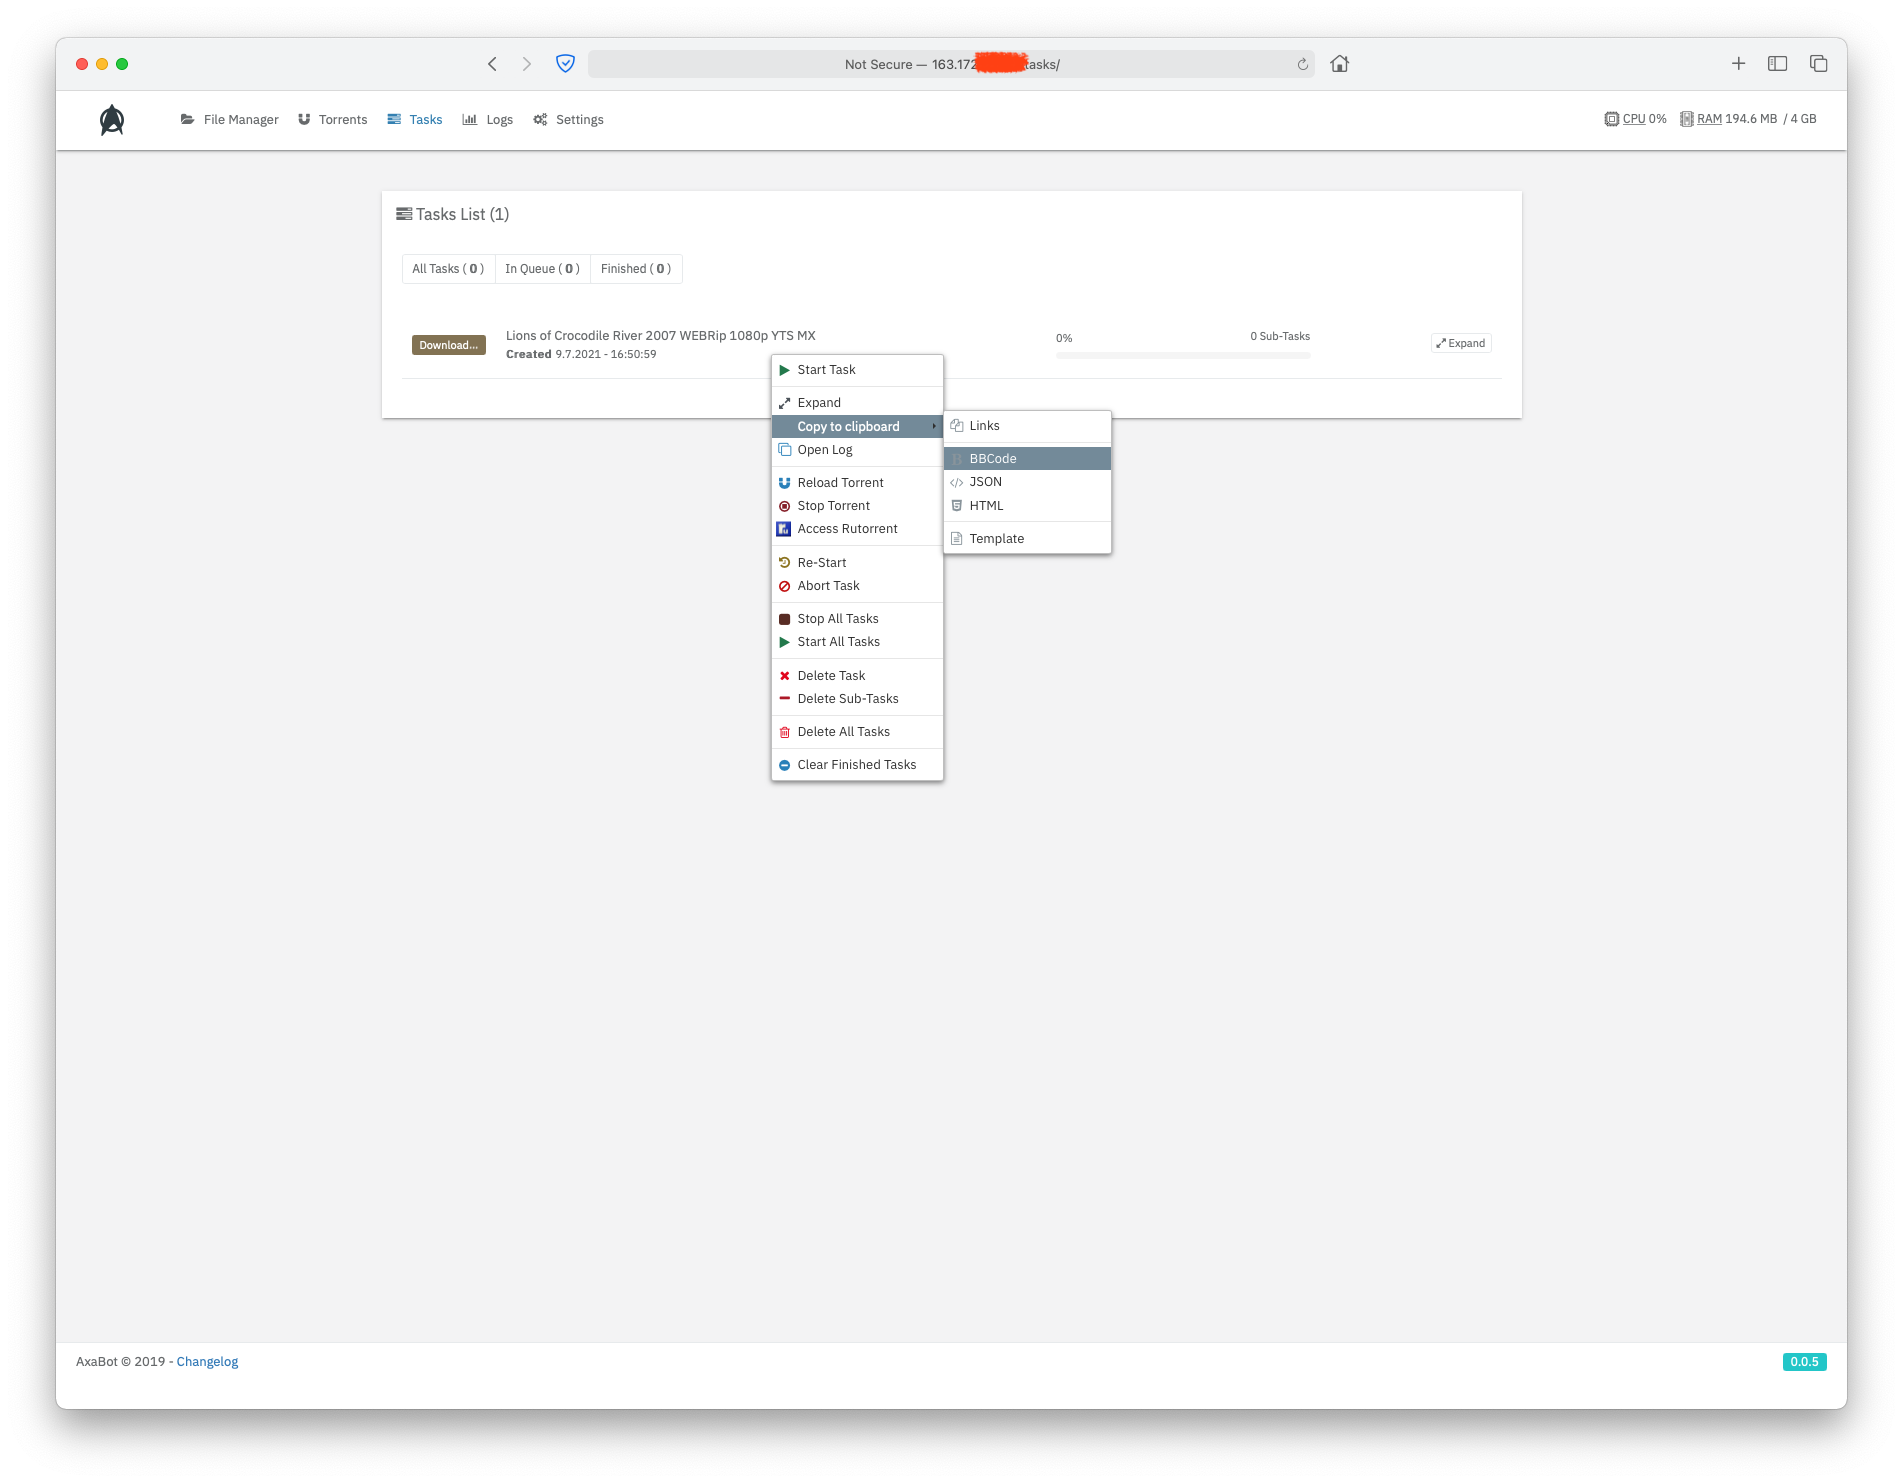 Not Secure — 163.172 tasks/
File Manager Torrents Tasks Logs Settings
CPU 0% RAM 194.6 MB / 4 GB
Tasks List (1)
All Tasks ( 0 ) In Queue ( 0 ) Finished ( 0 )
Download... Lions of Crocodile River 2007 WEBRip 1080p YTS MX
Created 9.7.2021 - 16:50:59
0% 0 Sub-Tasks
Expand
Start Task
Expand
Copy to clipboard
Open Log
Reload Torrent
Stop Torrent
Access Rutorrent
Re-Start
Abort Task
Stop All Tasks
Start All Tasks
Delete Task
Delete Sub-Tasks
Delete All Tasks
Clear Finished Tasks
Links
BBCode
JSON
HTML
Template
AxaBot © 2019 - Changelog
0.0.5